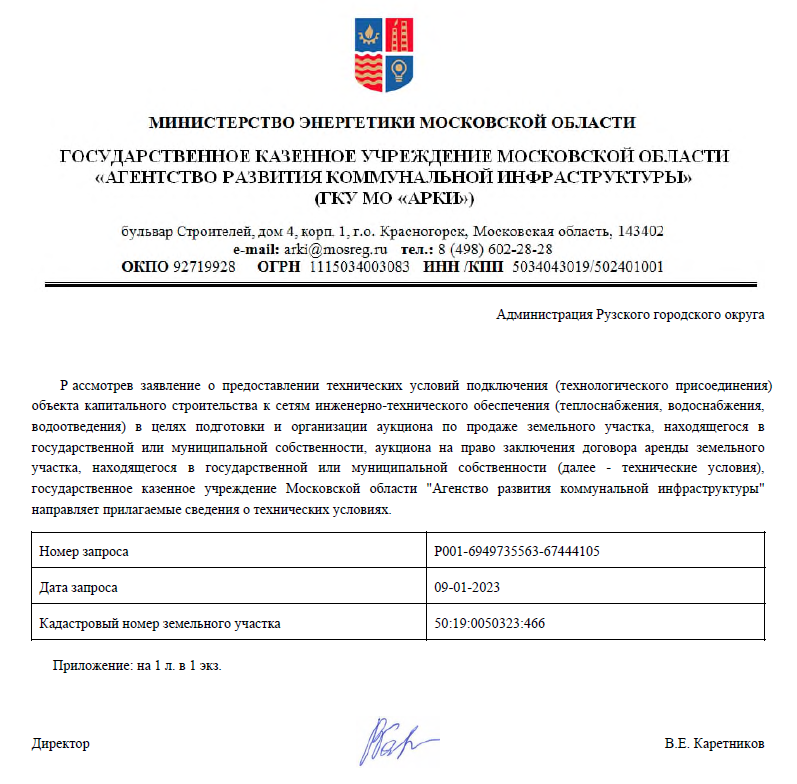 МИНИСТЕРСТВО ЭНЕРГЕТИКИ МОСКОВСКОЙ ОБЛАСТИ
ГОСУДАРСТВЕННОЕ КАЗЕННОЕ УЧРЕЖДЕНИЕ МОСКОВСКОЙ ОБЛАСТИ
«АГЕНТСТВО РАЗВИТИЯ КОММУНАЛЬНОЙ ИНФРАСТРУКТУРЫ»
(ГКУ МО «АРКИ»)
бульвар Строителей, дом 4, корп. 1, г.о. Красногорск, Московская область, 143402
e-mail: arki@mosreg.ru тел.: 8 (498) 602-28-28
ОКПО 92719928 ОГРН 1115034003083 ИНН /КПП 5034043019/502401001
Администрация Рузского городского округа
Р ассмотрев заявление о предоставлении технических условий подключения (технологического присоединения)
объекта капитального строительства к сетям инженерно-технического обеспечения (теплоснабжения, водоснабжения,
водоотведения) в целях подготовки и организации аукциона по продаже земельного участка, находящегося в
государственной или муниципальной собственности, аукциона на право заключения договора аренды земельного
участка, находящегося в государственной или муниципальной собственности (далее - технические условия),
государственное казенное учреждение Московской области "Агенство развития коммунальной инфраструктуры"
направляет прилагаемые сведения о технических условиях.
Номер запроса P001-6949735563-67444105
Дата запроса 09-01-2023
Кадастровый номер земельного участка 50:19:0050323:466
Приложение: на 1 л. в 1 экз.
Директор В.Е. Каретников